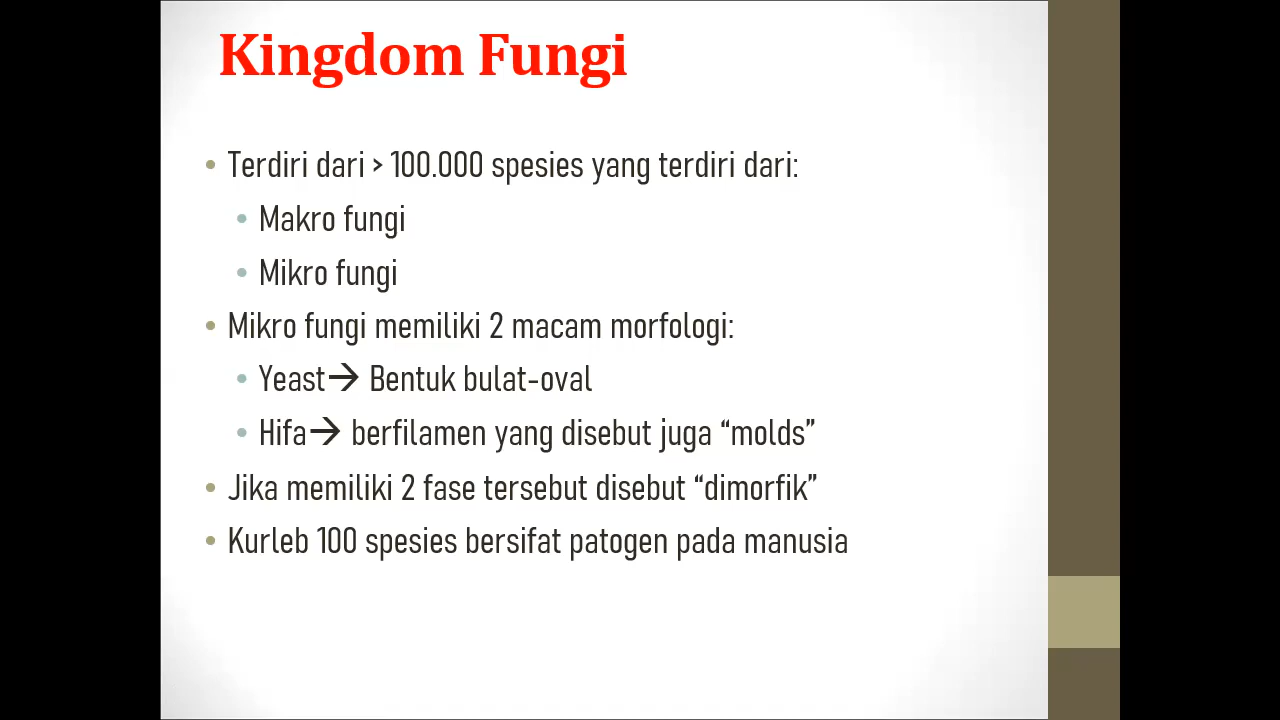 Kingdom Fungi
• Terdiri dari > 100.000 spesies yang terdiri dari:
• Makro fungi
• Mikro fungi
• Mikro fungi memiliki 2 macam morfologi:
• Yeast→ Bentuk bulat-oval
• Hifa→ berfilamen yang disebut juga “molds”
• Jika memiliki 2 fase tersebut disebut “dimorfik”
• Kurleb 100 spesies bersifat patogen pada manusia